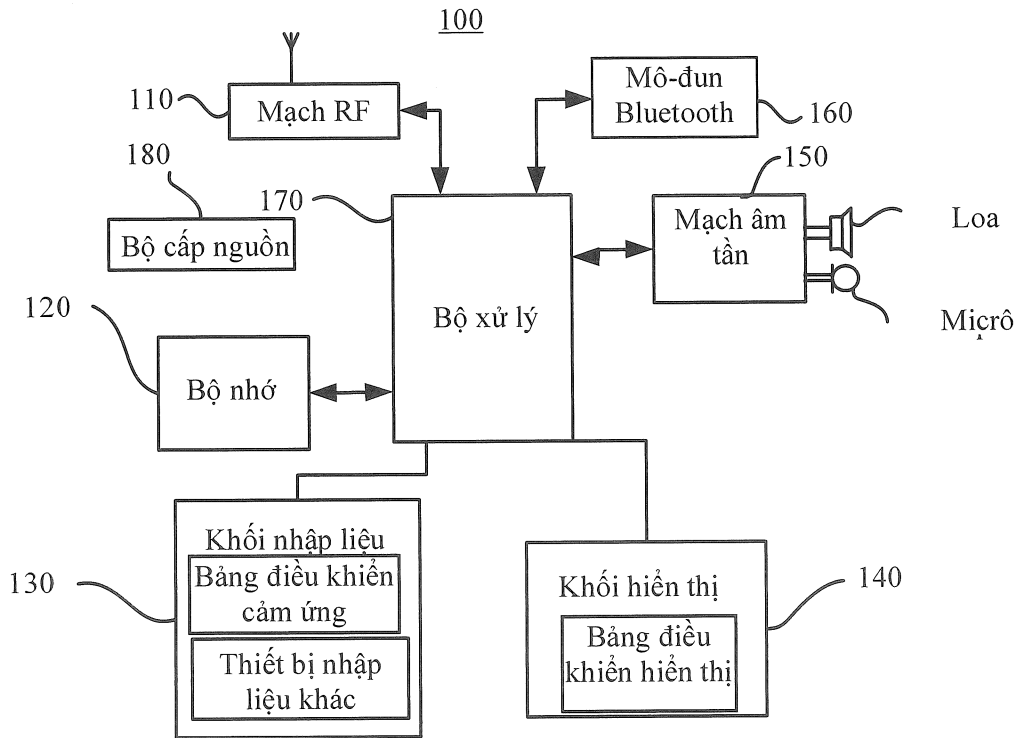 100
110
Mạch RF
Mô-đun
Bluetooth
160
180
Bộ cấp nguồn
170
Bộ xử lý
150
Mạch âm
tần
Loa
Micrô
120
Bộ nhớ
130
Khối nhập liệu
Bảng điều khiển
cảm ứng
Thiết bị nhập
liệu khác
Khối hiển thị
140
Bảng điều
khiển hiển thị